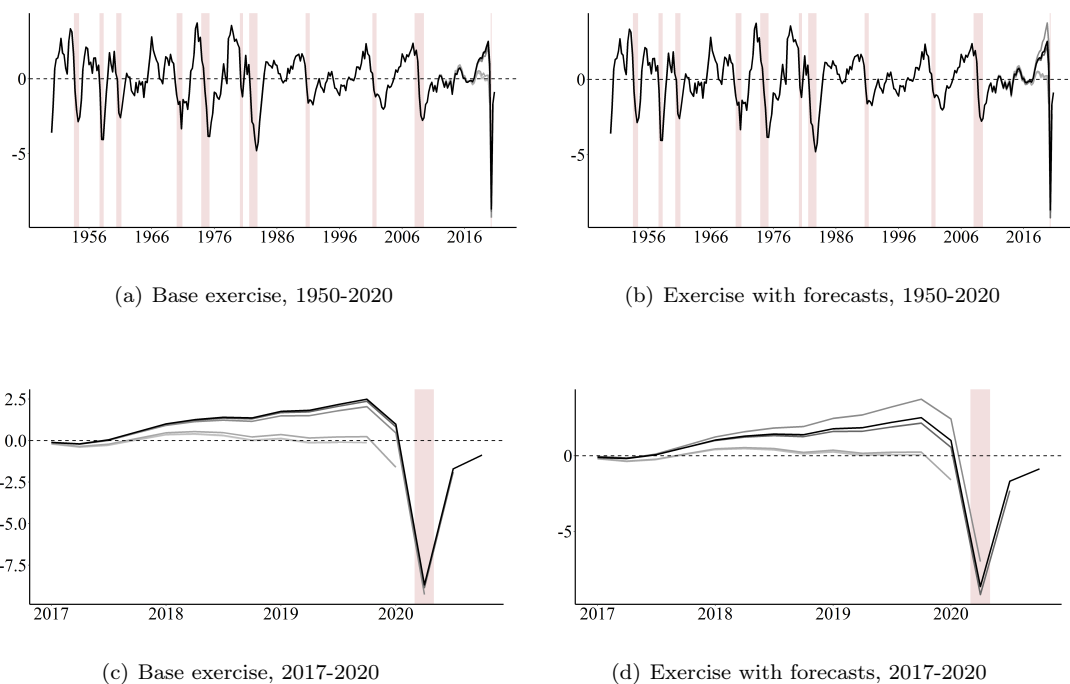 0
-5
1956 1966 1976 1986 1996 2006 2016
(a) Base exercise, 1950-2020
0
-5
1956 1966 1976 1986 1996 2006 2016
(b) Exercise with forecasts, 1950-2020
2.5
0.0
-2.5
-5.0
-7.5
2017 2018 2019 2020
(c) Base exercise, 2017-2020
0
-5
2017 2018 2019 2020
(d) Exercise with forecasts, 2017-2020